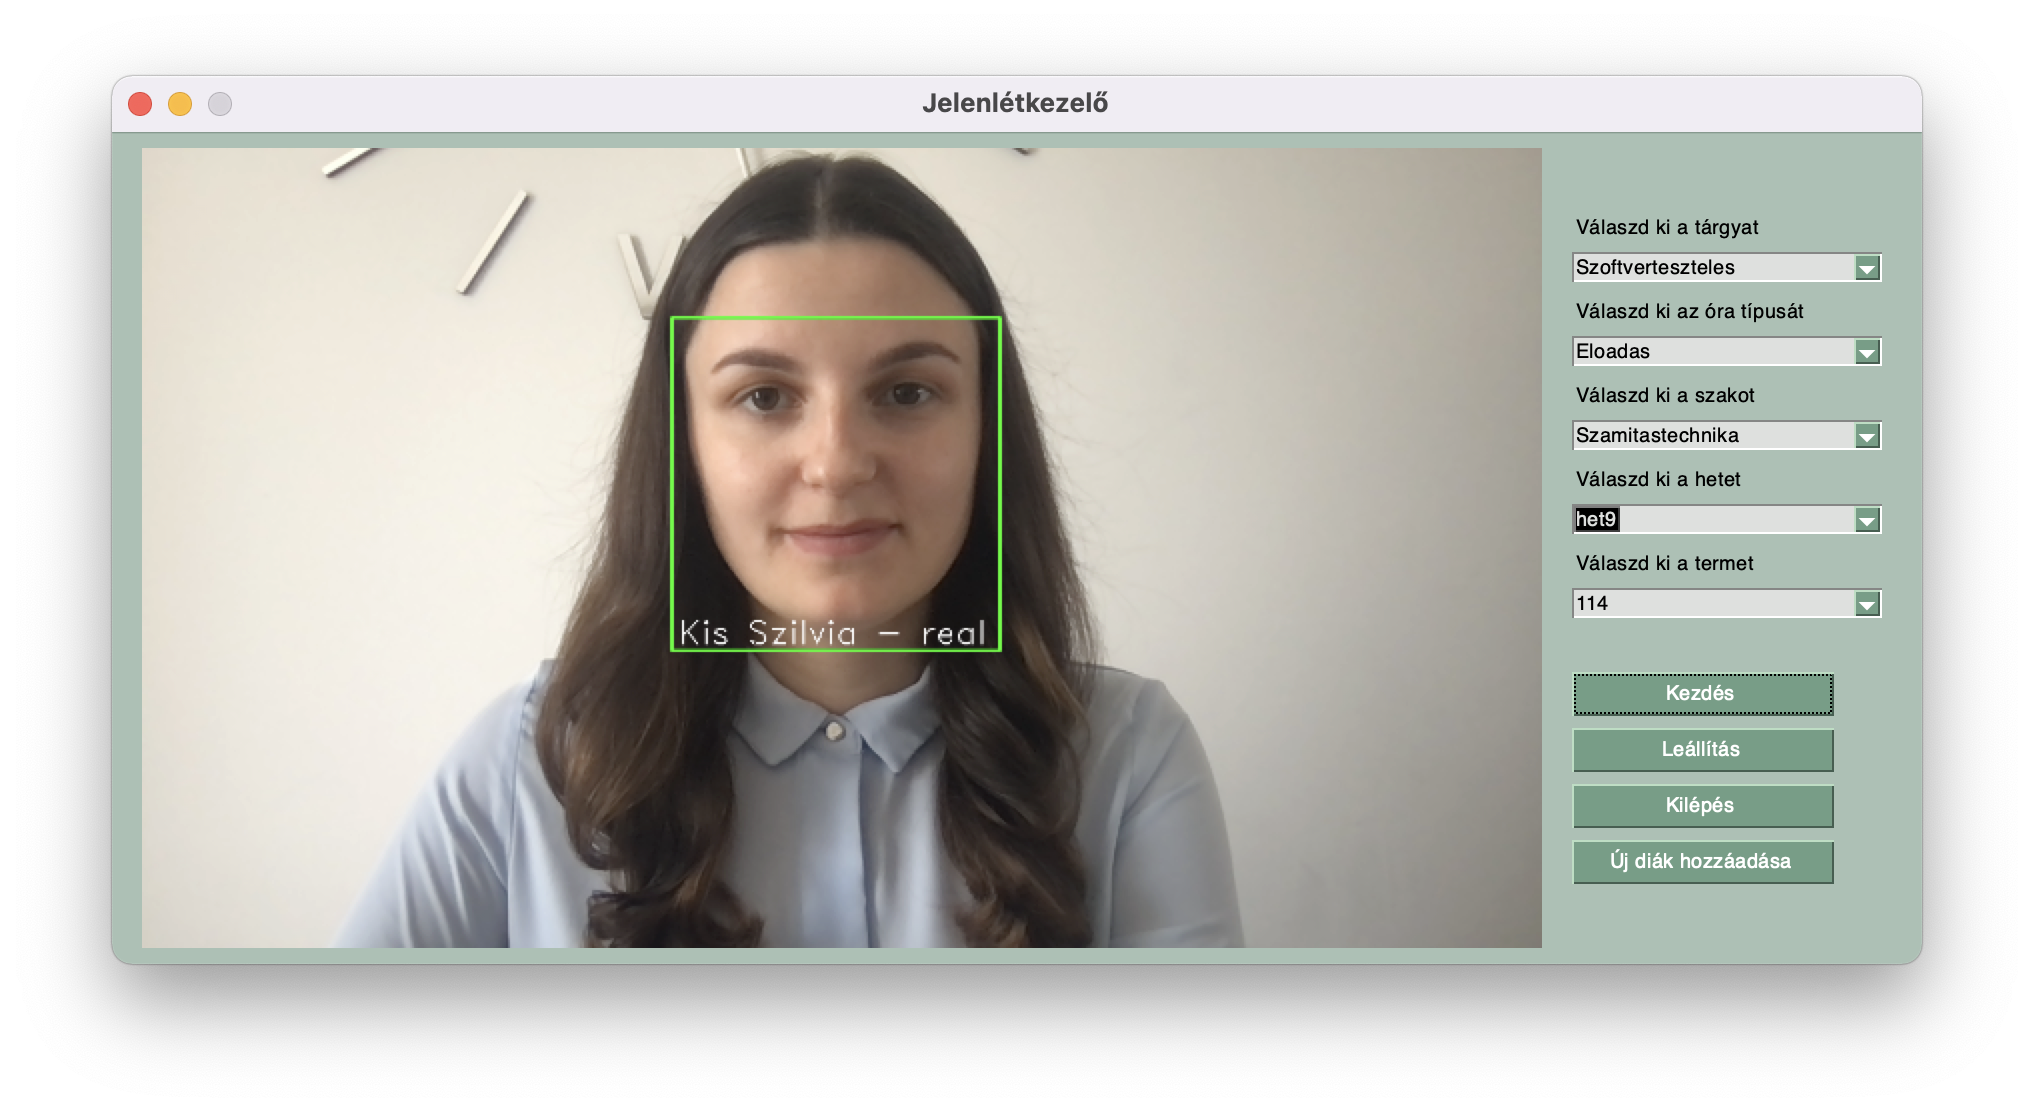 Jelenlétkezelő
V
Kis Szilvia - real
Válaszd ki a tárgyat
Szoftverteszteles
Válaszd ki az óra típusát
Eloadas
Válaszd ki a szakot
Szamitastechnika
Válaszd ki a hetet
het9
Válaszd ki a termet
114
Kezdés
Leállítás
Kilépés
Új diák hozzáadása